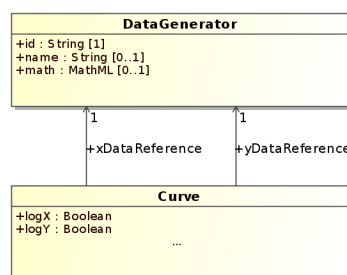 DataGenerator
+id : String [1]
+name : String [0..1]
+math : MathML [0..1]
1 1
+xDataReference +yDataReference
Curve
+logX : Boolean
+logY : Boolean
...